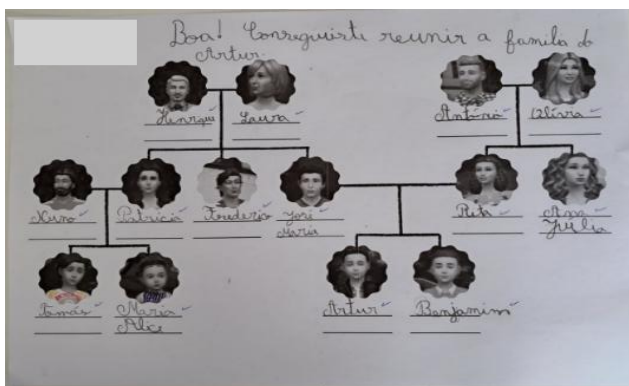 Boa! Conseguiste reunir a família do
Artur.
Henrique Laura António Olívia
Nuno Patrícia Frederico José Maria Rita Ana Júlia
Tomás Maria Alice Artur Benjamim